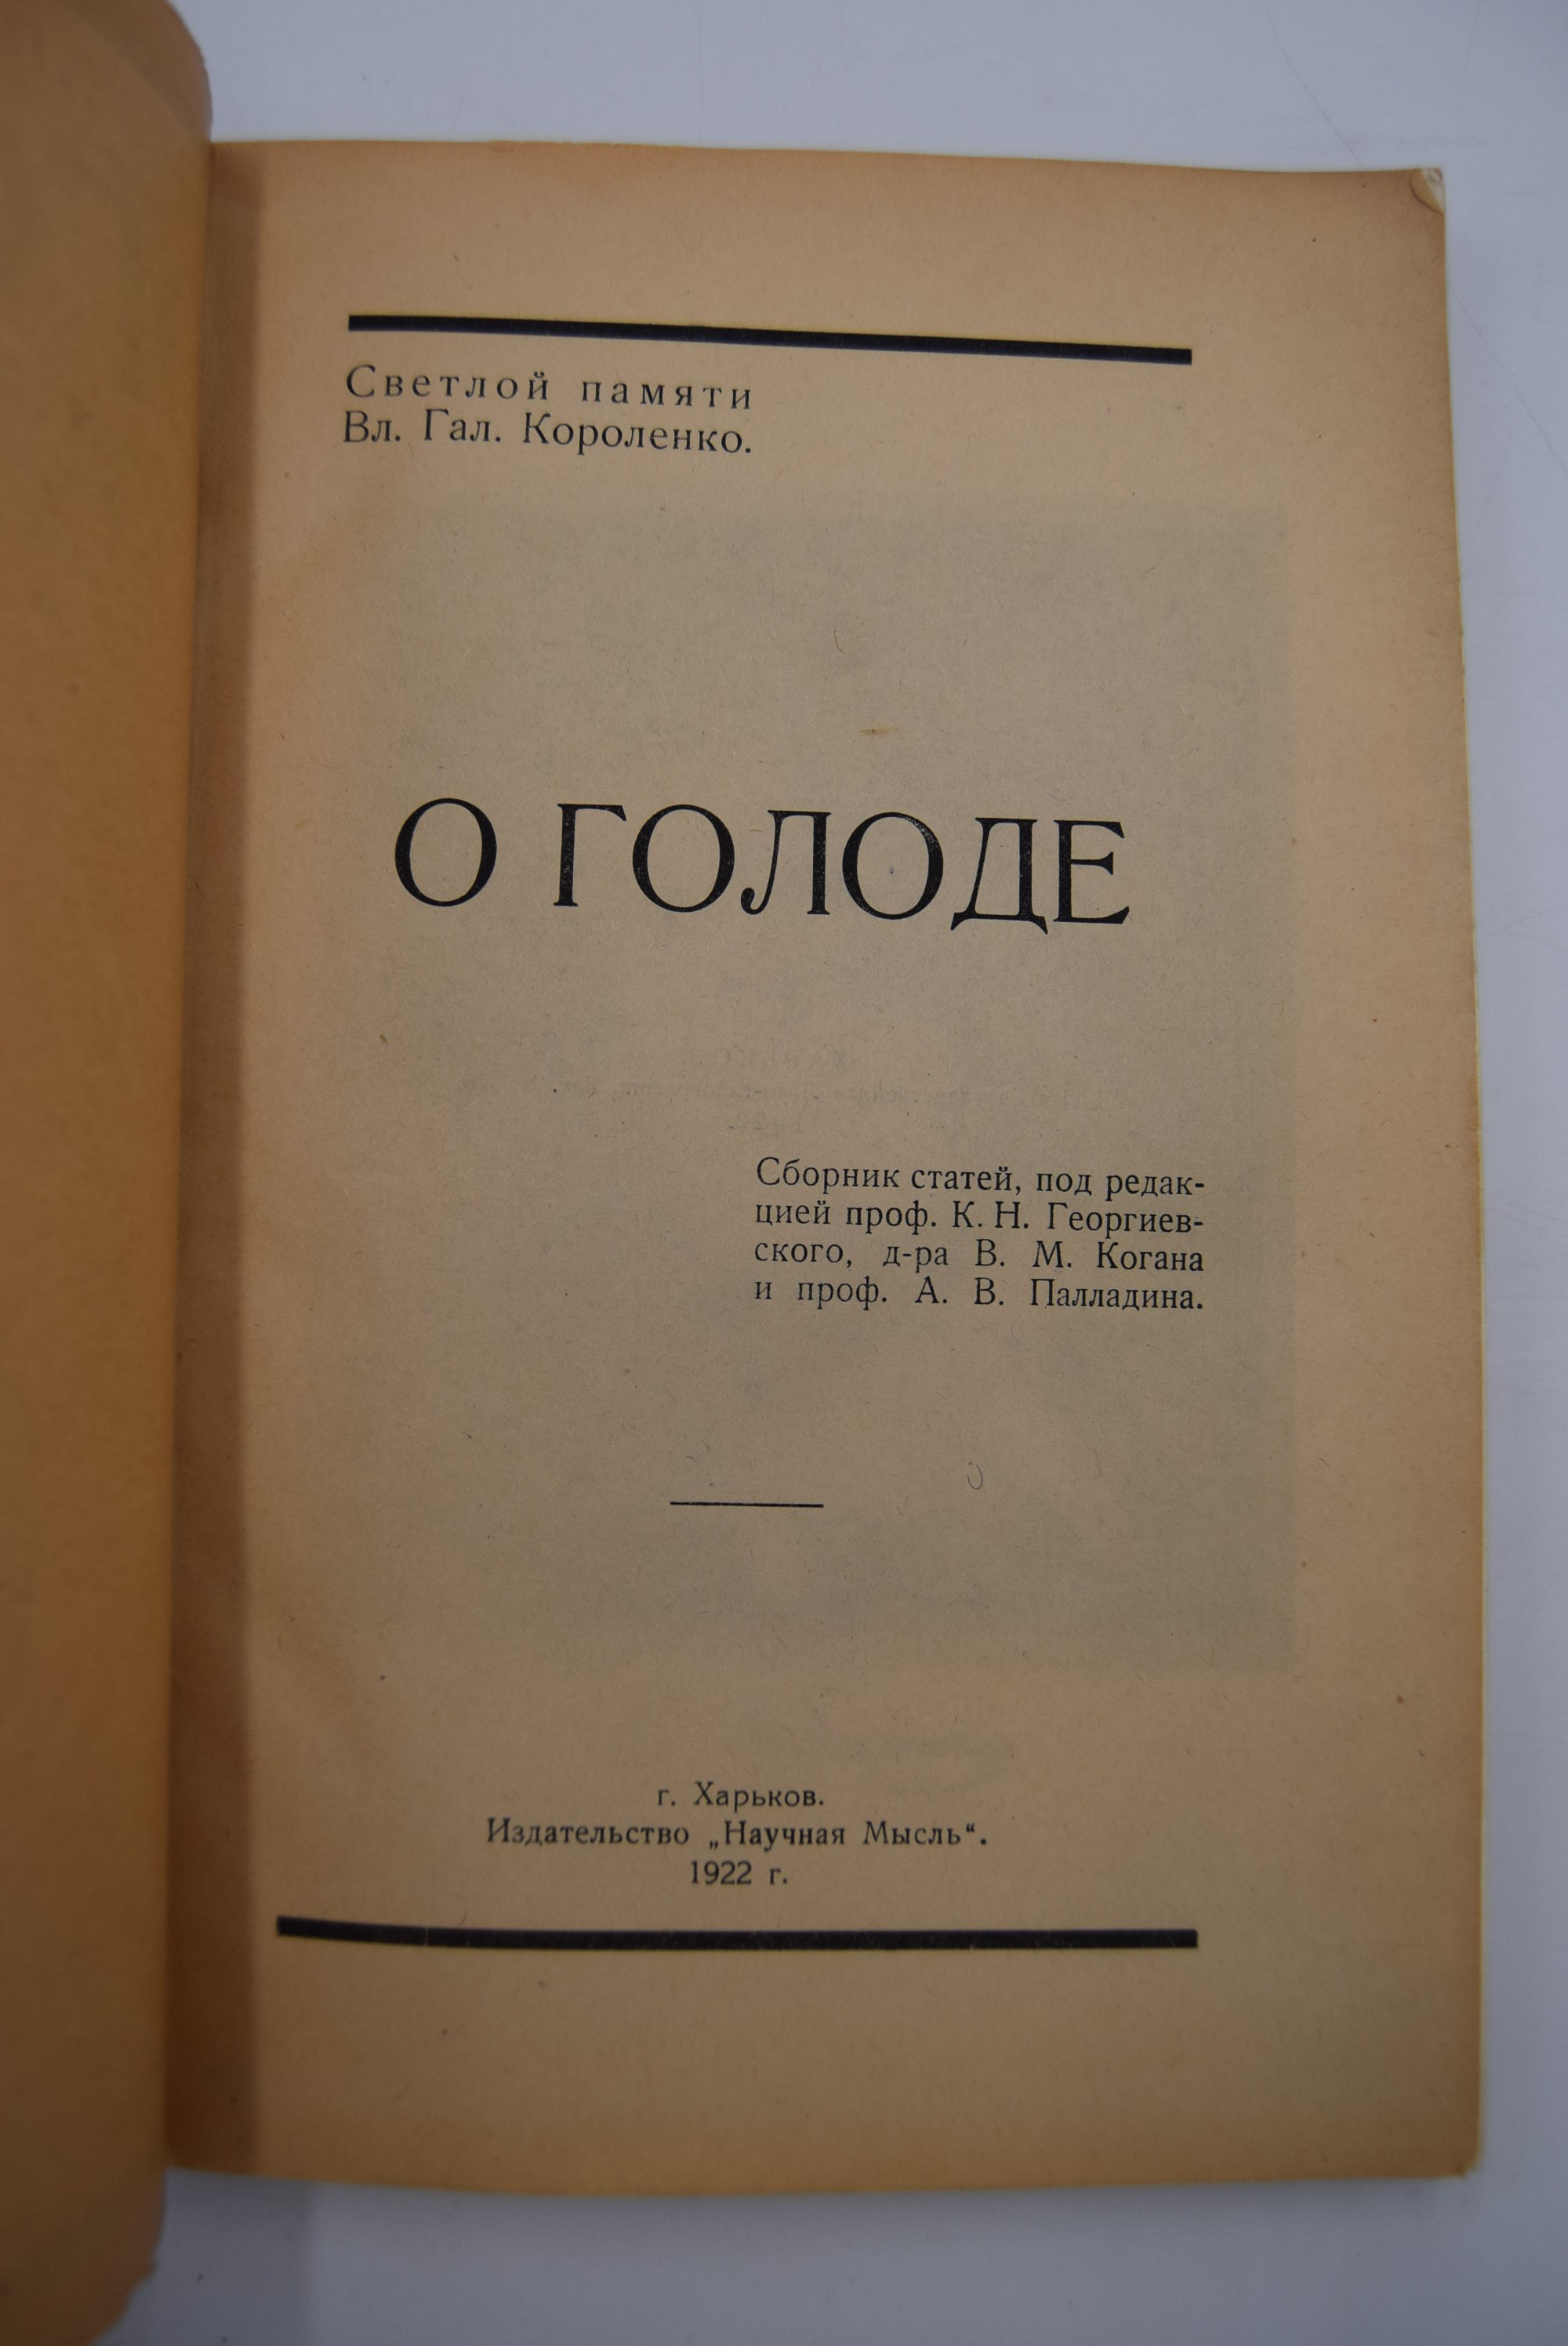 Светлой памяти
Вл. Гал. Короленко.
О ГОЛОДЕ
Сборник статей, под редак-
цией проф. К. Н. Георгиев-
ского, д-ра В. М. Когана
и проф. А. В. Палладина.
г. Харьков.
Издательство „Научная Мысль“.
1922 г.